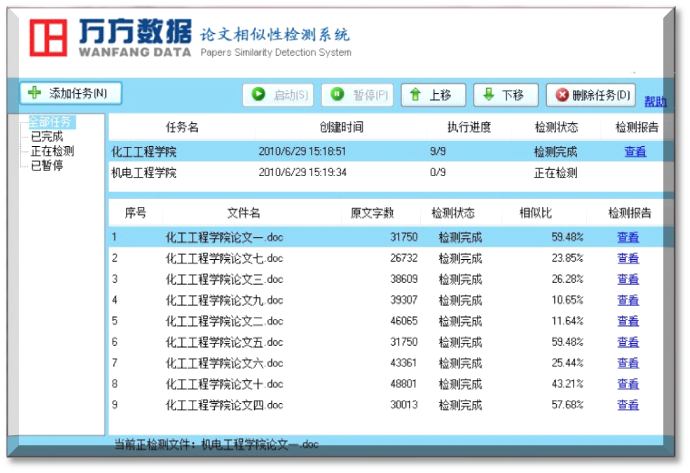 万方数据 论文相似性检测系统
WANFANG DATA Papers Similarity Detection System
添加任务(N) 启动(S) 暂停(P) 上移 下移 删除任务(D) 帮助
全部任务
已完成
正在检测
已暂停
任务名 创建时间 执行进度 检测状态 检测报告
化工工程学院 2010/6/29 15:18:51 9/9 检测完成 查看
机电工程学院 2010/6/29 15:19:34 0/9 正在检测
序号 文件名 原文字数 检测状态 相似比 检测报告
1 化工工程学院论文一.doc 31750 检测完成 59.48% 查看
2 化工工程学院论文七.doc 26732 检测完成 23.85% 查看
3 化工工程学院论文三.doc 38609 检测完成 26.28% 查看
4 化工工程学院论文九.doc 39307 检测完成 10.65% 查看
5 化工工程学院论文二.doc 46065 检测完成 11.64% 查看
6 化工工程学院论文五.doc 31750 检测完成 59.48% 查看
7 化工工程学院论文六.doc 43361 检测完成 25.44% 查看
8 化工工程学院论文十.doc 48801 检测完成 43.21% 查看
9 化工工程学院论文四.doc 30013 检测完成 57.68% 查看
当前正检测文件：机电工程学院论文一.doc